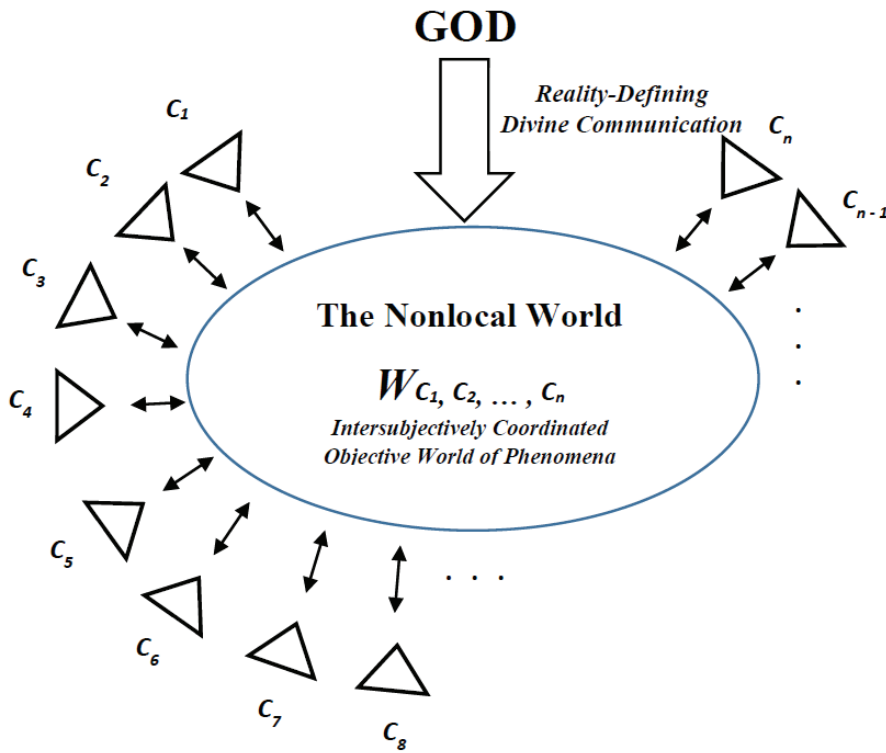 GOD
Reality-Defining
Divine Communication
C1
C2
C3
C4
C5
C6
C7
C8
Cn
Cn - 1
.
.
.
The Nonlocal World
W C1, C2, ... , Cn
Intersubjectively Coordinated
Objective World of Phenomena
. . .